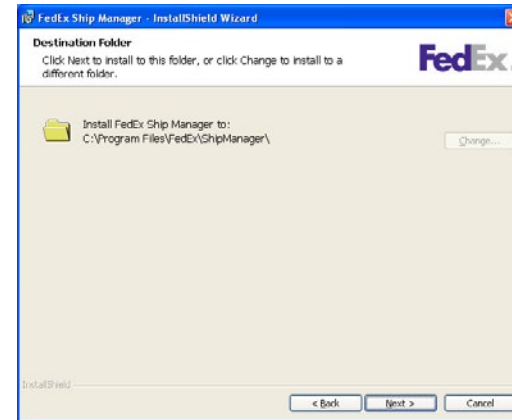 FedEx Ship Manager - InstallShield Wizard
Destination Folder
Click Next to install to this folder, or click Change to install to a
different folder.
FedEx
Install FedEx Ship Manager to:
C:\Program Files\FedEx\ShipManager\
Change...
InstallShield
< Back
Next >
Cancel